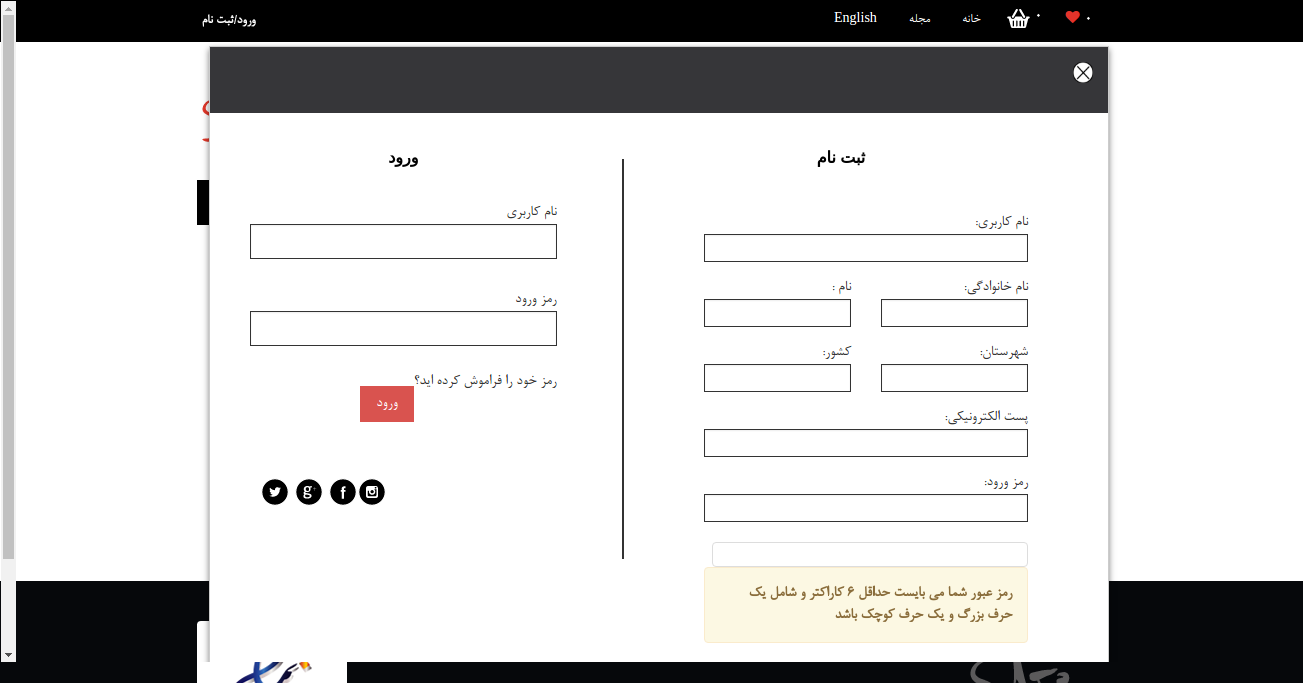 ۰
۰
خانه
مجله
English
ورود/ثبت نام
ثبت نام
نام کاربری:
نام خانوادگی:
نام :
شهرستان:
کشور:
پست الکترونیکی:
رمز ورود:
رمز عبور شما می بایست حداقل ۶ کاراکتر و شامل یک
حرف بزرگ و یک حرف کوچک باشد
ورود
نام کاربری
رمز ورود
رمز خود را فراموش کرده اید؟
ورود